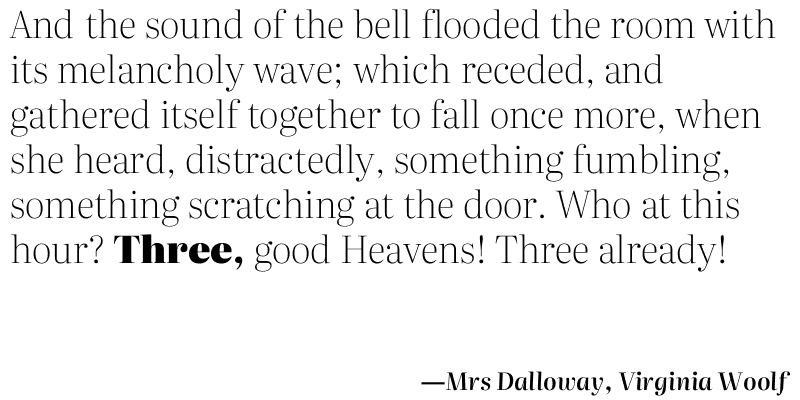 And the sound of the bell flooded the room with
its melancholy wave; which receded, and
gathered itself together to fall once more, when
she heard, distractedly, something fumbling,
something scratching at the door. Who at this
hour? Three, good Heavens! Three already!
—Mrs Dalloway, Virginia Woolf